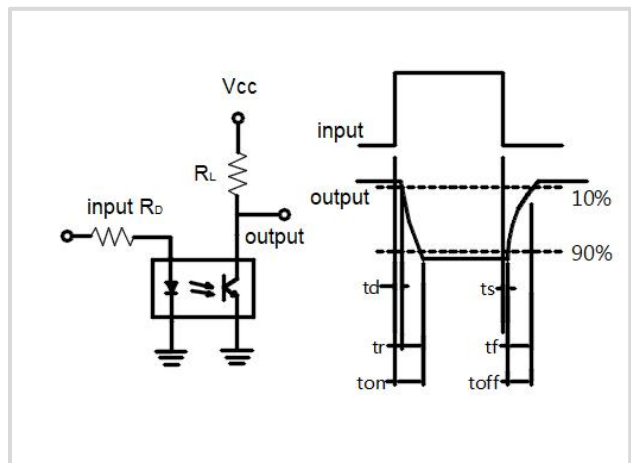 Vcc
RL
input RD
output
input
output
10%
90%
td
ts
tr
tf
ton
toff